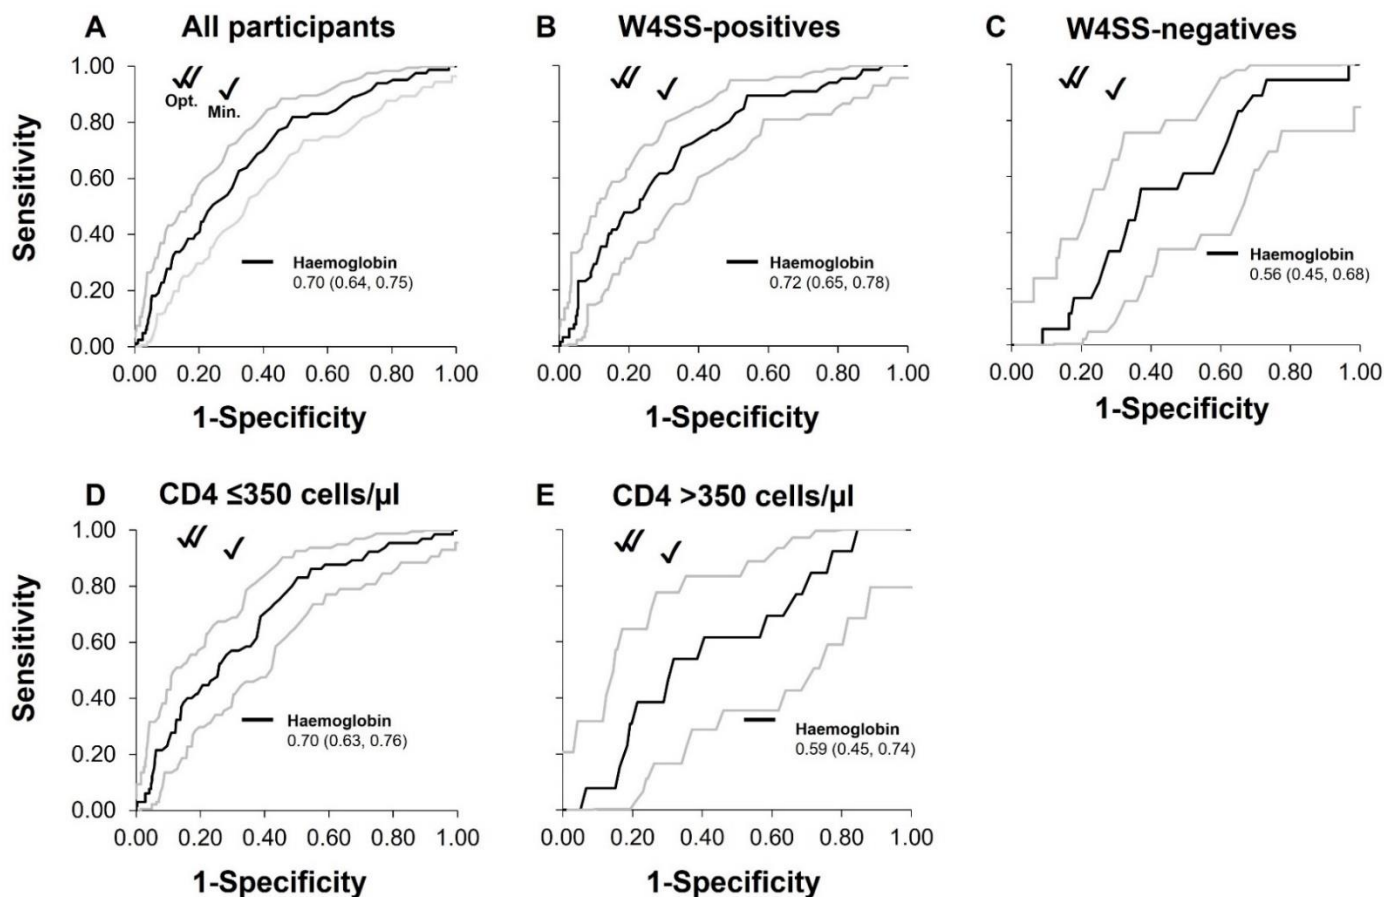 A All participants
B W4SS-positives
C W4SS-negatives
Sensitivity
1.00
0.80
0.60
0.40
0.20
0.00
Opt.
Min.
Haemoglobin
0.70 (0.64, 0.75)
0.00 0.20 0.40 0.60 0.80 1.00
1-Specificity
Haemoglobin
0.72 (0.65, 0.78)
0.00 0.20 0.40 0.60 0.80 1.00
1-Specificity
Haemoglobin
0.56 (0.45, 0.68)
0.00 0.20 0.40 0.60 0.80 1.00
1-Specificity
D CD4 ≤350 cells/µl
E CD4 >350 cells/µl
Sensitivity
1.00
0.80
0.60
0.40
0.20
0.00
Haemoglobin
0.70 (0.63, 0.76)
0.00 0.20 0.40 0.60 0.80 1.00
1-Specificity
Haemoglobin
0.59 (0.45, 0.74)
0.00 0.20 0.40 0.60 0.80 1.00
1-Specificity